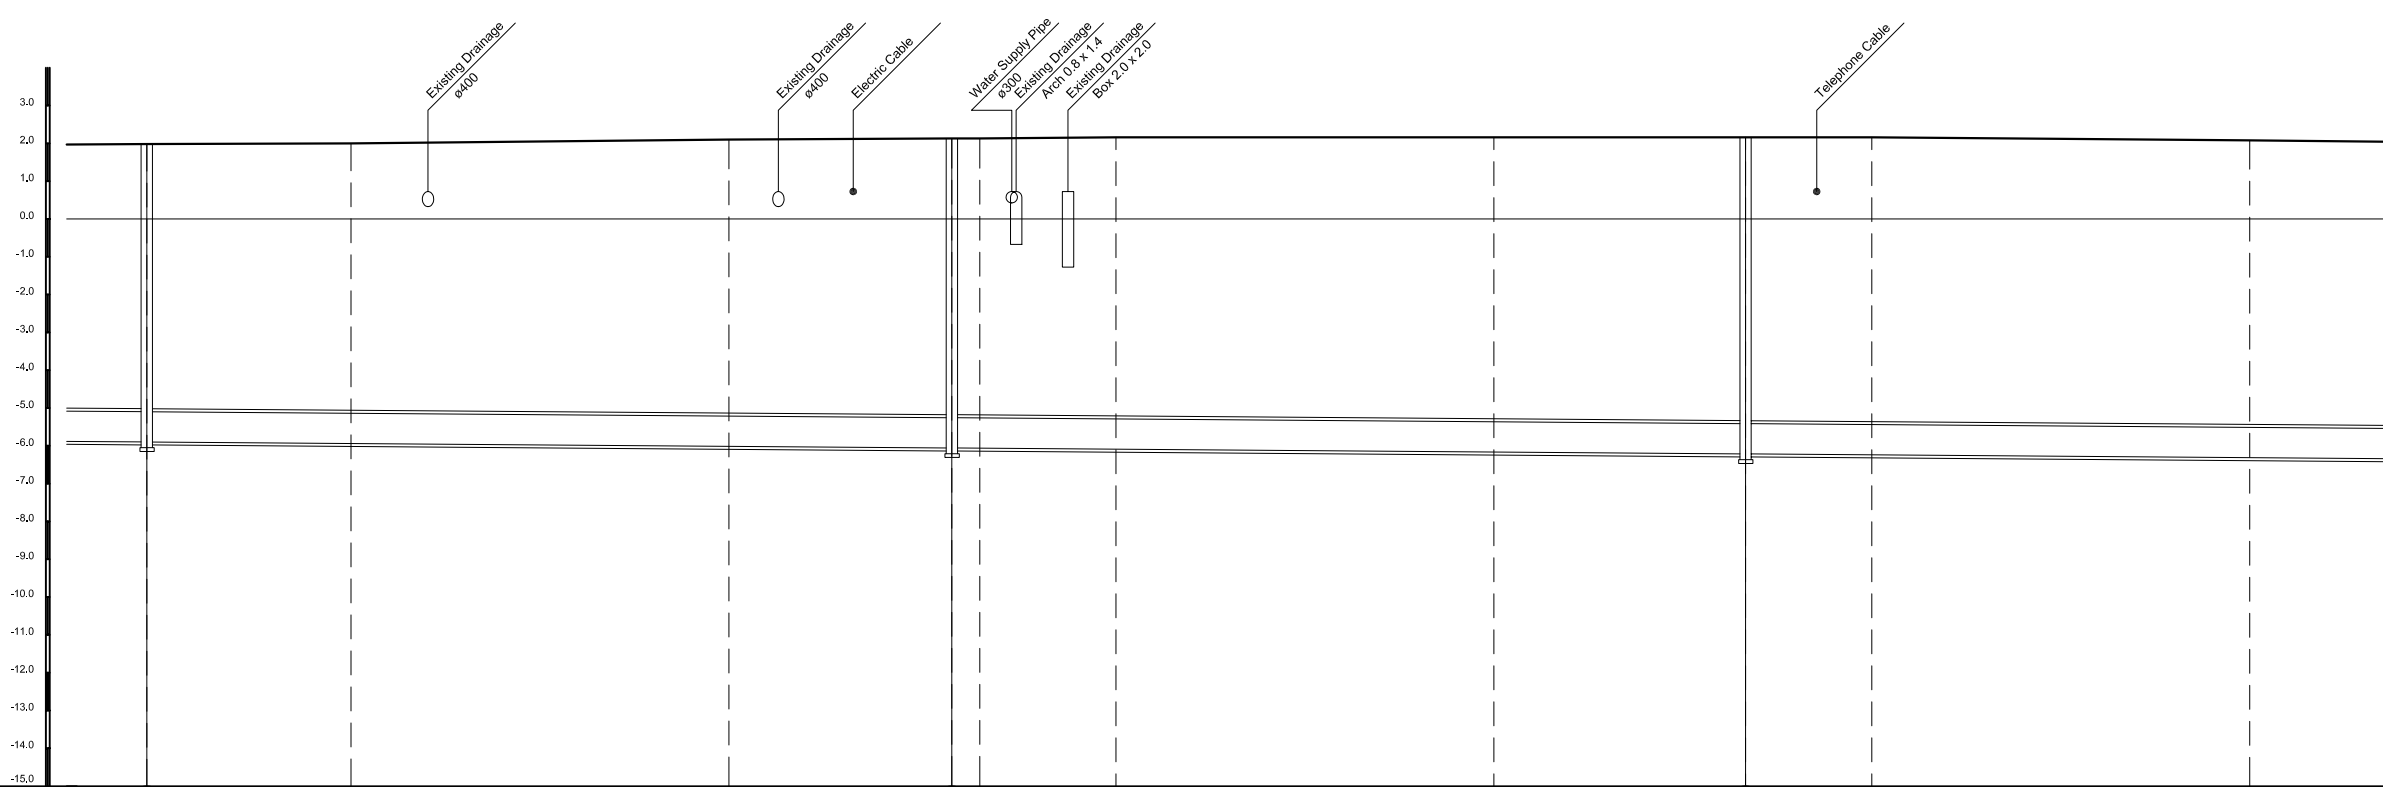 Existing Drainage
ø400
Existing Drainage
ø400
Electric Cable
Water Supply Pipe
ø300
Existing Drainage
Arch 0.8 x 1.4
Existing Drainage
Box 2.0 x 2.0
Telephone Cable
3.0
2.0
1.0
0.0
-1.0
-2.0
-3.0
-4.0
-5.0
-6.0
-7.0
-8.0
-9.0
-10.0
-11.0
-12.0
-13.0
-14.0
-15.0